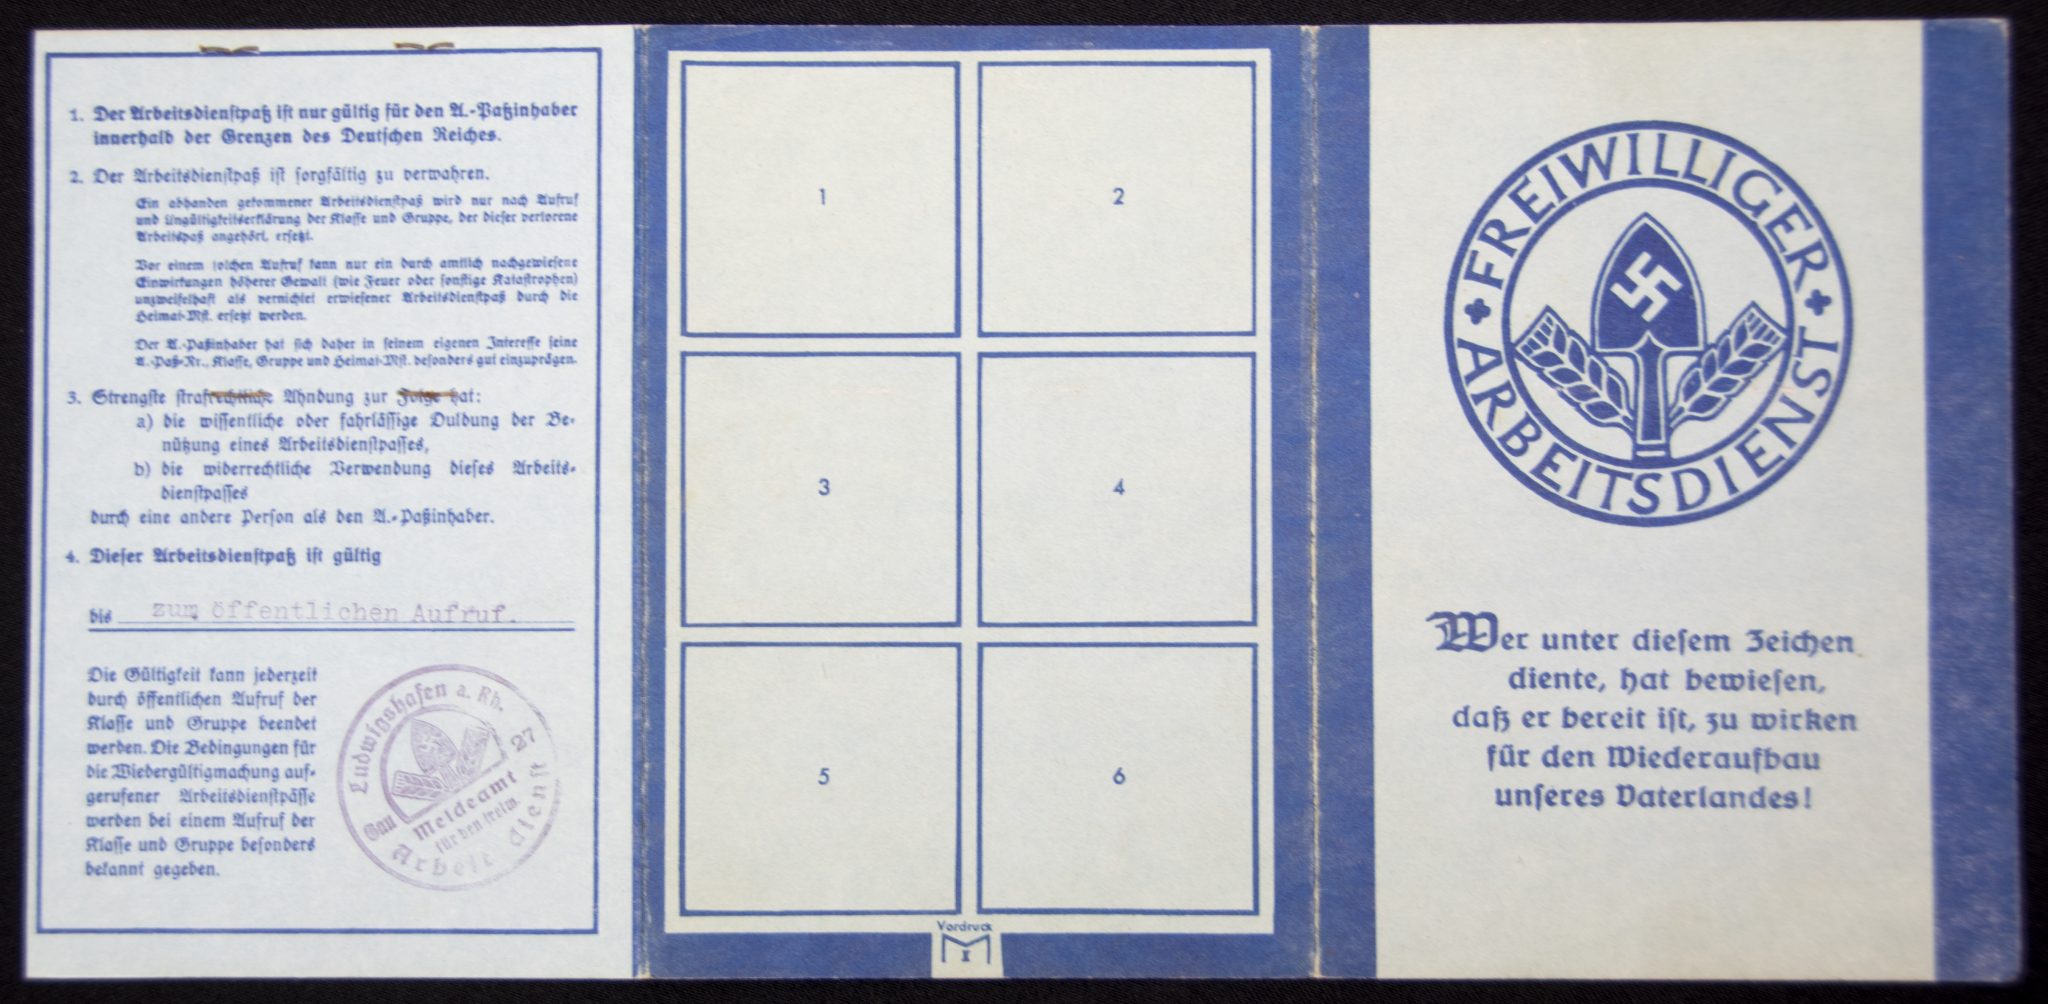 1. Der Arbeitsdienstpaß ist nur gültig für den A.-Paßinhaber
innerhalb der Grenzen des Deutschen Reiches.
2. Der Arbeitsdienstpaß ist sorgfältig zu verwahren.
Ein abhanden gekommener Arbeitsdienstpaß wird nur nach Aufruf
und Ungültigkeitserklärung der Klasse und Gruppe, der dieser verlorene
Arbeitspaß angehört, ersetzt.
Vor einem solchen Aufruf kann nur ein durch amtlich nachgewiesene
Einwirkungen höherer Gewalt (wie Feuer oder sonstige Katastrophen)
unzweifelhaft als vernichtet erwiesener Arbeitsdienstpaß durch die
Heimat-Mst. ersetzt werden.
Der A.-Paßinhaber hat sich daher in seinem eigenen Interesse seine
A.-Paß-Nr., Klasse, Gruppe und Heimat-Mst. besonders gut einzuprägen.
3. Strengste strafrechtliche Ahndung zur Folge hat:
a) die wissentliche oder fahrlässige Duldung der Be-
nützung eines Arbeitsdienstpasses,
b) die widerrechtliche Verwendung dieses Arbeits-
dienstpasses
durch eine andere Person als den A.-Paßinhaber.
4. Dieser Arbeitsdienstpaß ist gültig
bis zum öffentlichen Aufruf.
Die Gültigkeit kann jederzeit
durch öffentlichen Aufruf der
Klasse und Gruppe beendet
werden. Die Bedingungen für
die Wiedergültigmachung auf-
gerufener Arbeitsdienstpässe
werden bei einem Aufruf der
Klasse und Gruppe besonders
bekannt gegeben.
Ludwigshafen a. Rh.
Gau 27
Meldeamt
für den freiw.
Arbeitsdienst
1
2
3
4
5
6
Vordruck
M
I
FREIWILLIGER
ARBEITSDIENST
Wer unter diesem Zeichen
diente, hat bewiesen,
daß er bereit ist, zu wirken
für den Wiederaufbau
unseres Vaterlandes!